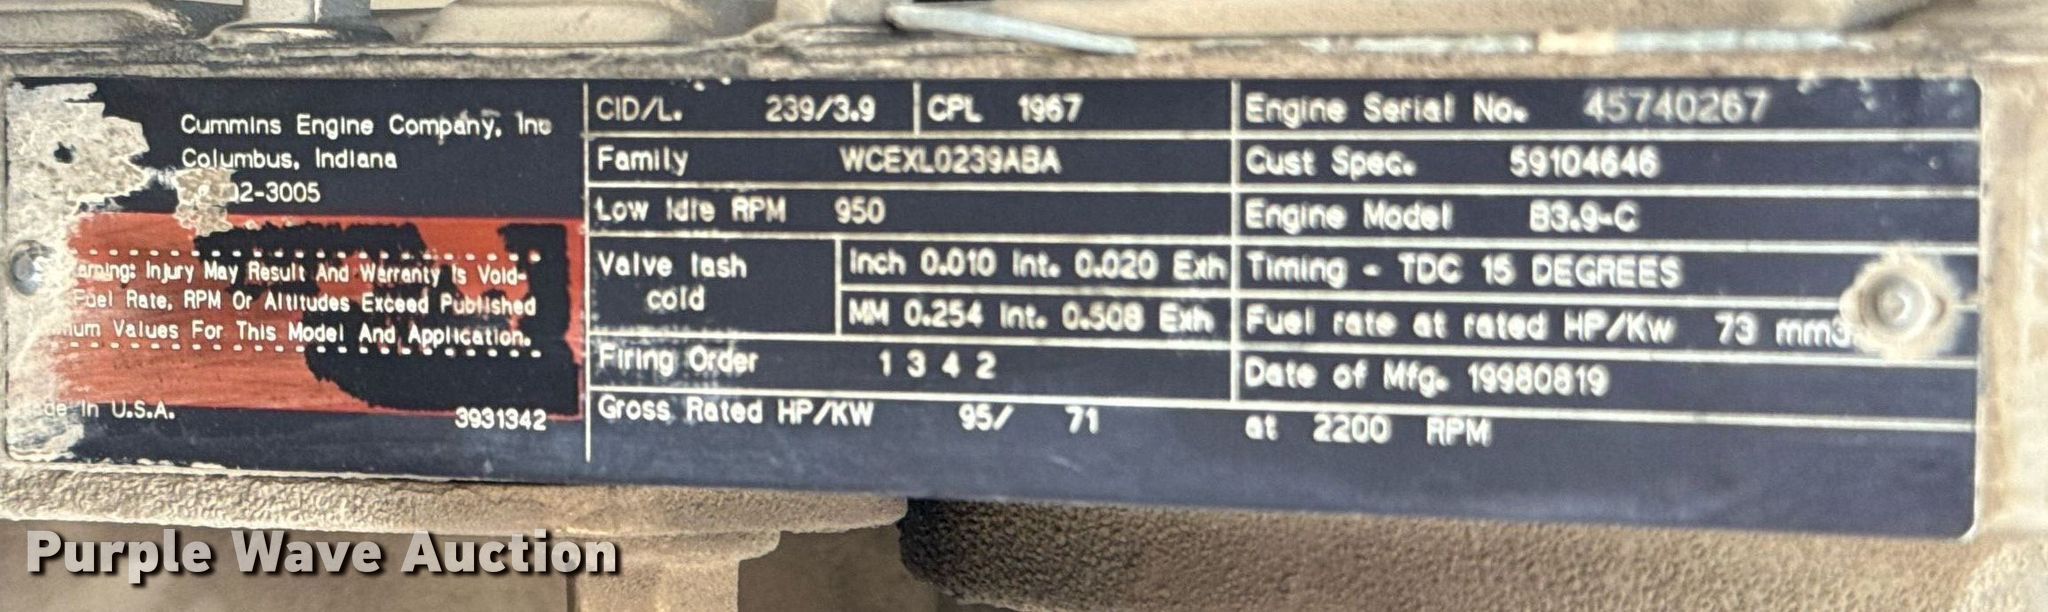 Cummins Engine Company, Inc
Columbus, Indiana
02-3005
Warning: Injury May Result And Warranty Is Void-
Fuel Rate, RPM Or Altitudes Exceed Published
Values For This Model And Application.
In U.S.A.
3931342
CID/L. 239/3.9 CPL 1967
Family WCEXL0239ABA
Low Idle RPM 950
Valve lash cold
Inch 0.010 Int. 0.020 Exh
MM 0.254 Int. 0.508 Exh
Firing Order 1 3 4 2
Gross Rated HP/KW 95/ 71 at 2200 RPM
Engine Serial No. 45740267
Cust Spec. 59104646
Engine Model B3.9-C
Timing - TDC 15 DEGREES
Fuel rate at rated HP/Kw 73 mm3
Date of Mfg. 19980819
Purple Wave Auction